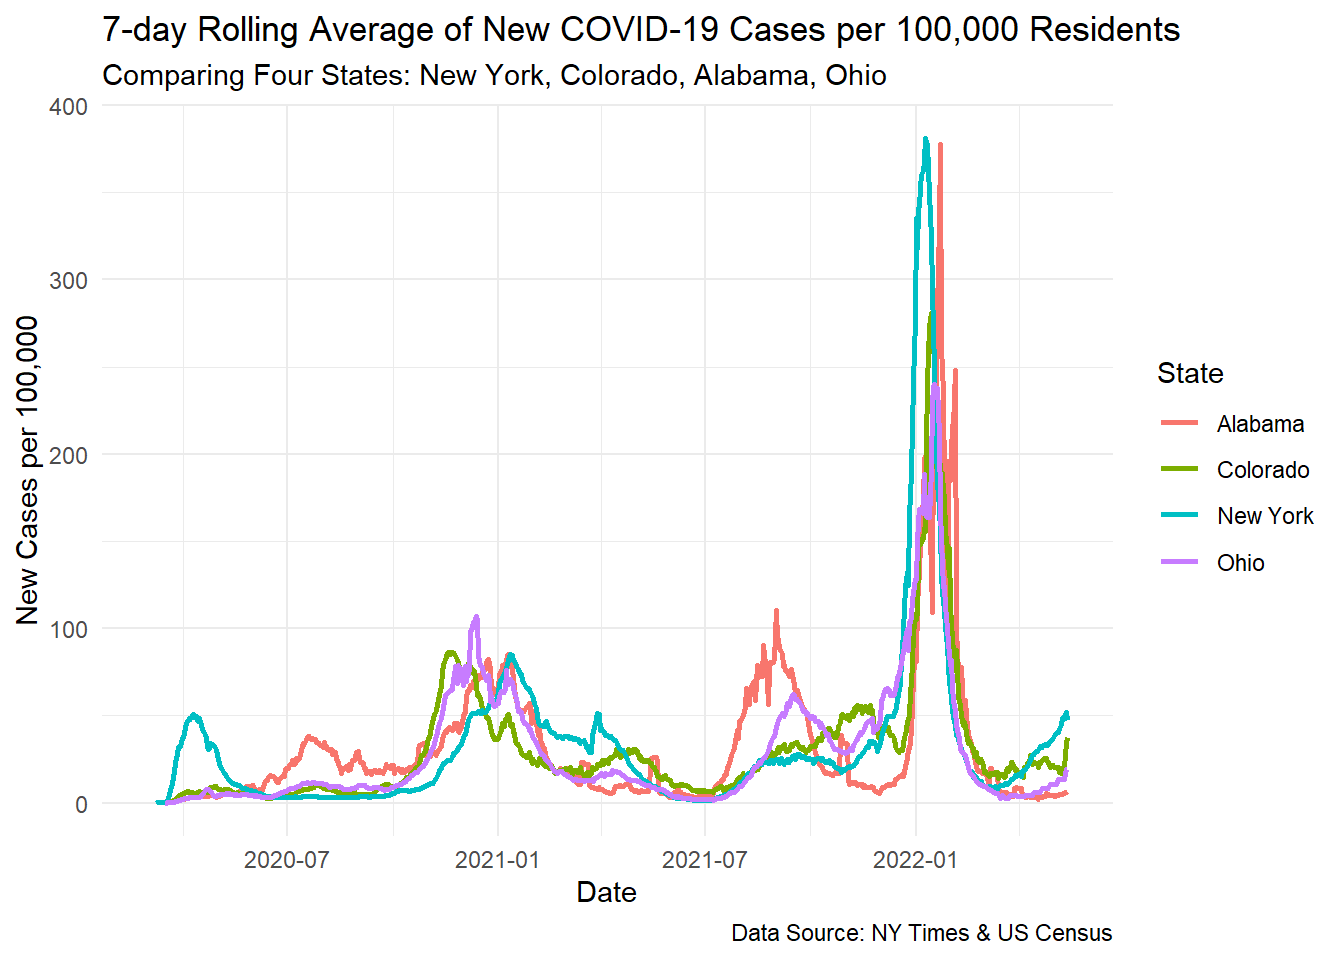 7-day Rolling Average of New COVID-19 Cases per 100,000 Residents
Comparing Four States: New York, Colorado, Alabama, Ohio
400
300
200
100
0
New Cases per 100,000
2020-07
2021-01
2021-07
2022-01
Date
State
Alabama
Colorado
New York
Ohio
Data Source: NY Times & US Census